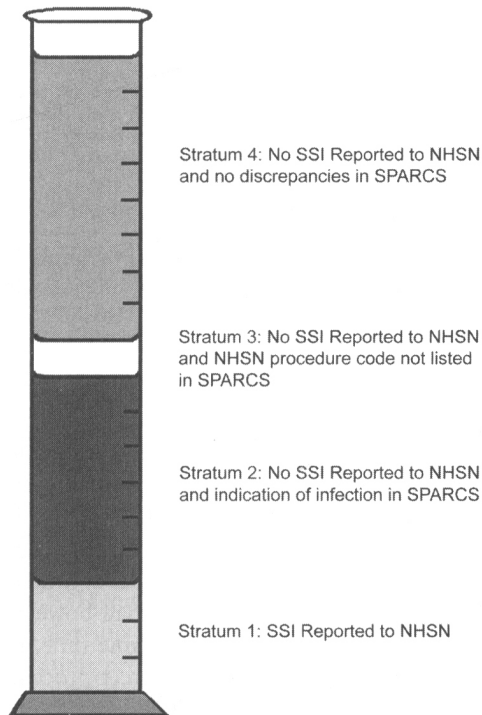 Stratum 4: No SSI Reported to NHSN
and no discrepancies in SPARCS
Stratum 3: No SSI Reported to NHSN
and NHSN procedure code not listed
in SPARCS
Stratum 2: No SSI Reported to NHSN
and indication of infection in SPARCS
Stratum 1: SSI Reported to NHSN